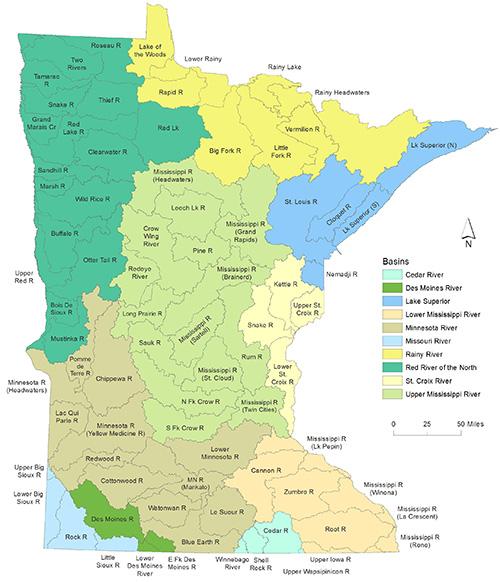 Roseau R
Lake of
the Woods
Lower Rainy
Two
Rivers
Rainy Lake
Tamarac
R
Rapid R
Rainy Headwaters
Snake R
Thief R
Grand
Marais Cr
Red
Lake R
Red Lk
Vermilion R
Big Fork R
Little
Fork R
Lk Superior (N)
Clearwater R
Sandhill R
Mississippi R
(Headwaters)
Marsh R
Wild Rice R
Leech Lk R
St. Louis R
Cloquet R
Lk Superior (S)
Crow
Wing
River
Mississippi R
(Grand
Rapids)
Buffalo R
Pine R
N
Otter Tail R
Redeye
River
Mississippi R
(Brainerd)
Nemadji R
Upper
Red R
Kettle R
Bois De
Sioux R
Long Prairie R
Upper St.
Croix R
Mississippi R
(Sartell)
Snake R
Mustinka R
Sauk R
Pomme
de
Terre R
Rum R
Chippewa R
Mississippi R
(St. Cloud)
Lower
St.
Croix R
Minnesota R
(Headwaters)
N Fk Crow R
Mississippi R
(Twin Cities)
Lac Qui
Parle R
Minnesota R
(Yellow Medicine R)
S Fk Crow R
Mississippi R
(Lk Pepin)
Redwood R
Lower
Minnesota R
Upper Big
Sioux R
Cannon R
Cottonwood R
MN R
(Mankato)
Mississippi R
(Winona)
Lower Big
Sioux R
Zumbro R
Watonwan R
Le Sueur R
Mississippi R
(La Crescent)
Des Moines R
Rock R
Blue Earth R
Cedar R
Root R
Mississippi R
(Reno)
Little
Sioux R
Lower
Des Moines
River
E Fk Des
Moines R
Winnebago
River
Shell
Rock R
Upper Iowa R
Upper Wapsipinicon R
Basins
Cedar River
Des Moines River
Lake Superior
Lower Mississippi River
Minnesota River
Missouri River
Rainy River
Red River of the North
St. Croix River
Upper Mississippi River
0 25 50 Miles